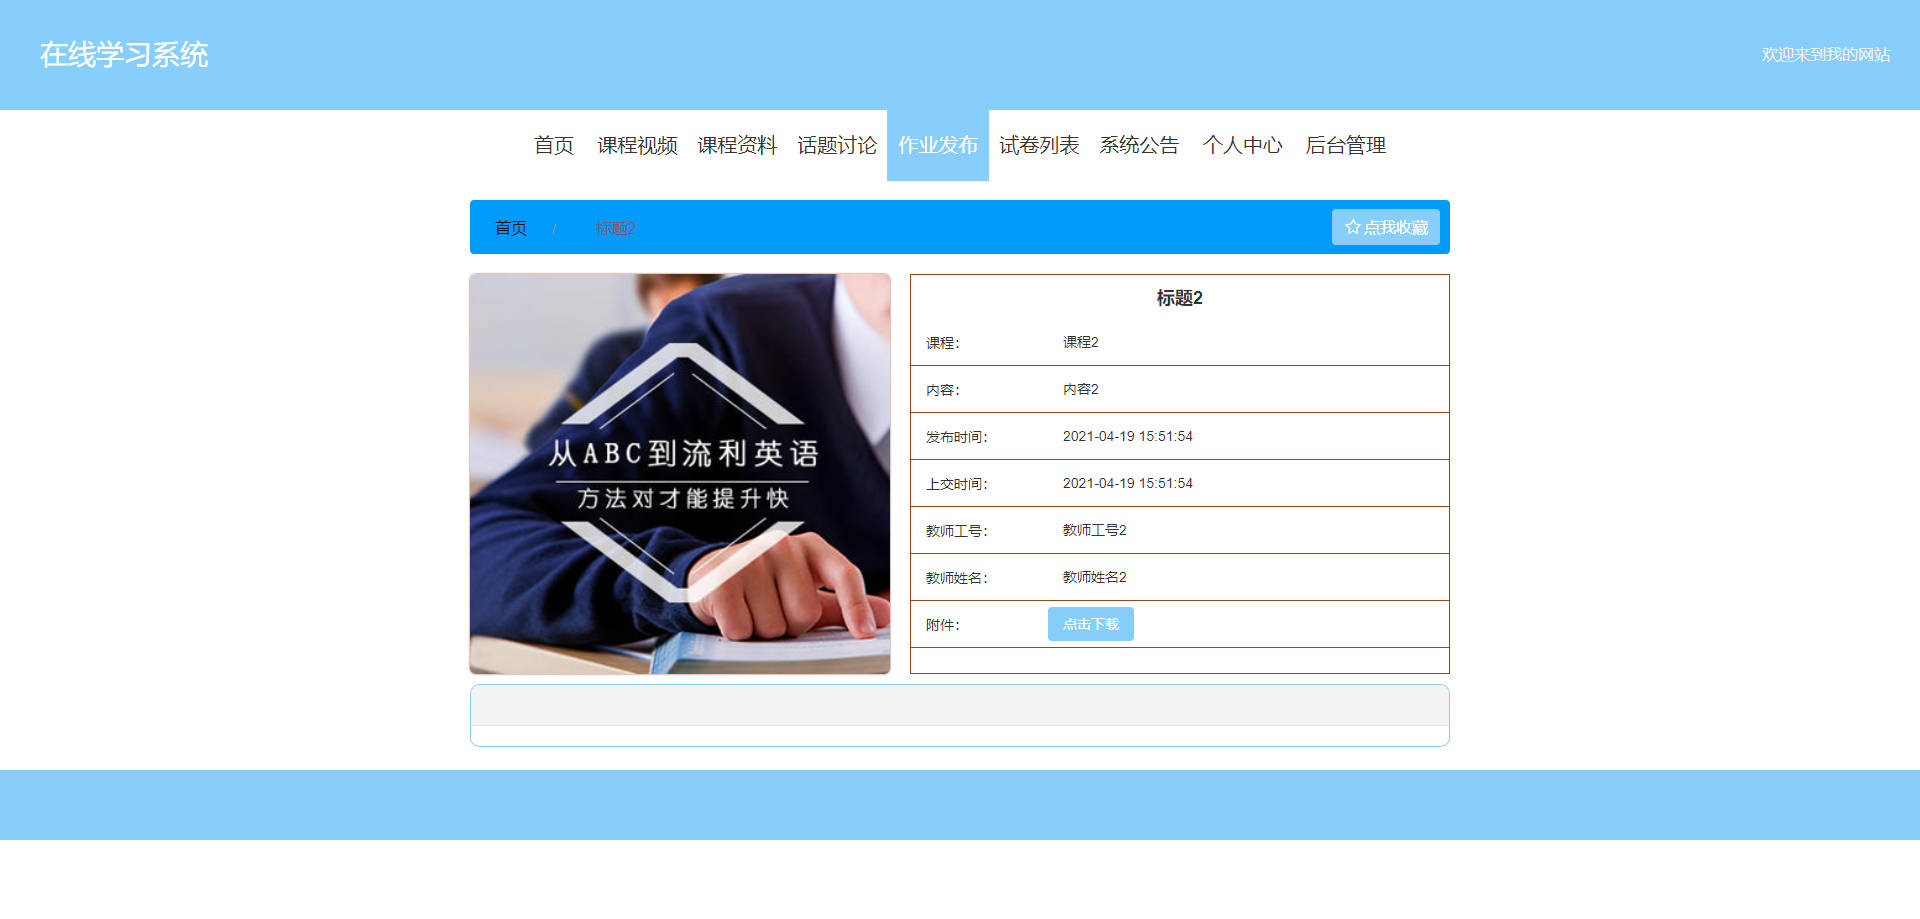 在线学习系统
欢迎来到我的网站
首页 课程视频 课程资料 话题讨论 作业发布 试卷列表 系统公告 个人中心 后台管理
首页 / 标题2
点我收藏
从ABC到流利英语
方法对才能提升快
标题2
课程： 课程2
内容： 内容2
发布时间： 2021-04-19 15:51:54
上交时间： 2021-04-19 15:51:54
教师工号： 教师工号2
教师姓名： 教师姓名2
附件： 点击下载